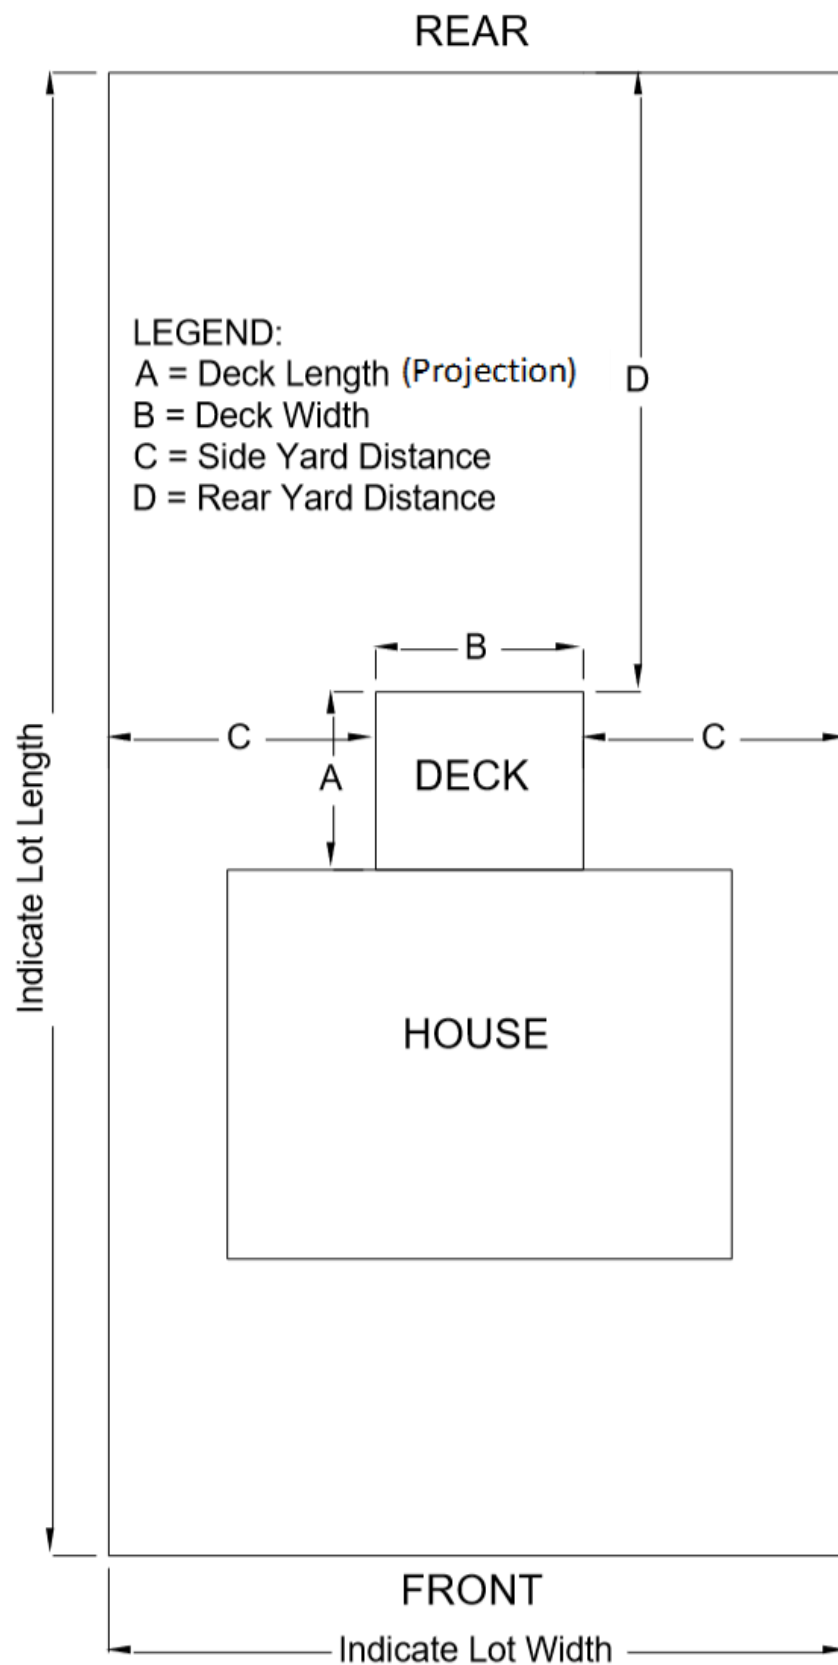 REAR
LEGEND:
A = Deck Length (Projection)
B = Deck Width
C = Side Yard Distance
D = Rear Yard Distance
D
B
C
C
A
DECK
Indicate Lot Length
HOUSE
FRONT
Indicate Lot Width